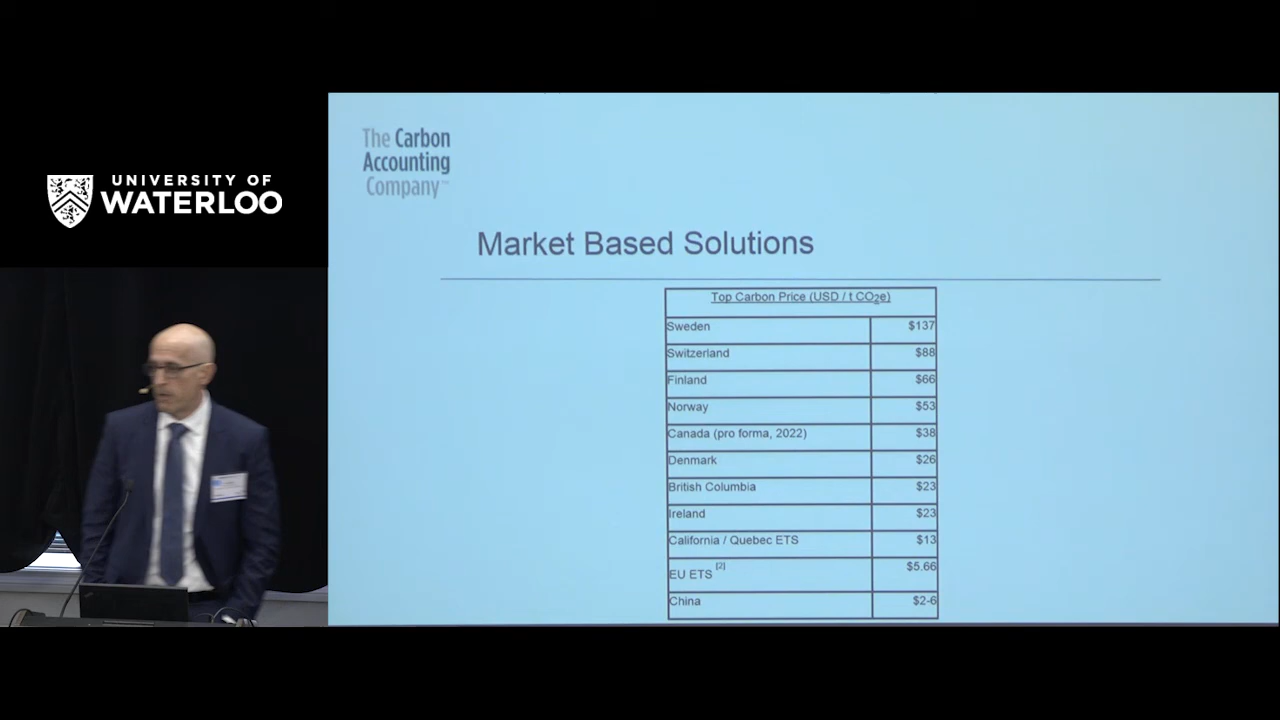 UNIVERSITY OF
WATERLOO
The Carbon
Accounting
Company™
Market Based Solutions
Top Carbon Price (USD / t CO2e)
Sweden $137
Switzerland $88
Finland $66
Norway $53
Canada (pro forma, 2022) $38
Denmark $26
British Columbia $23
Ireland $23
California / Quebec ETS $13
EU ETS [2] $5.66
China $2-6